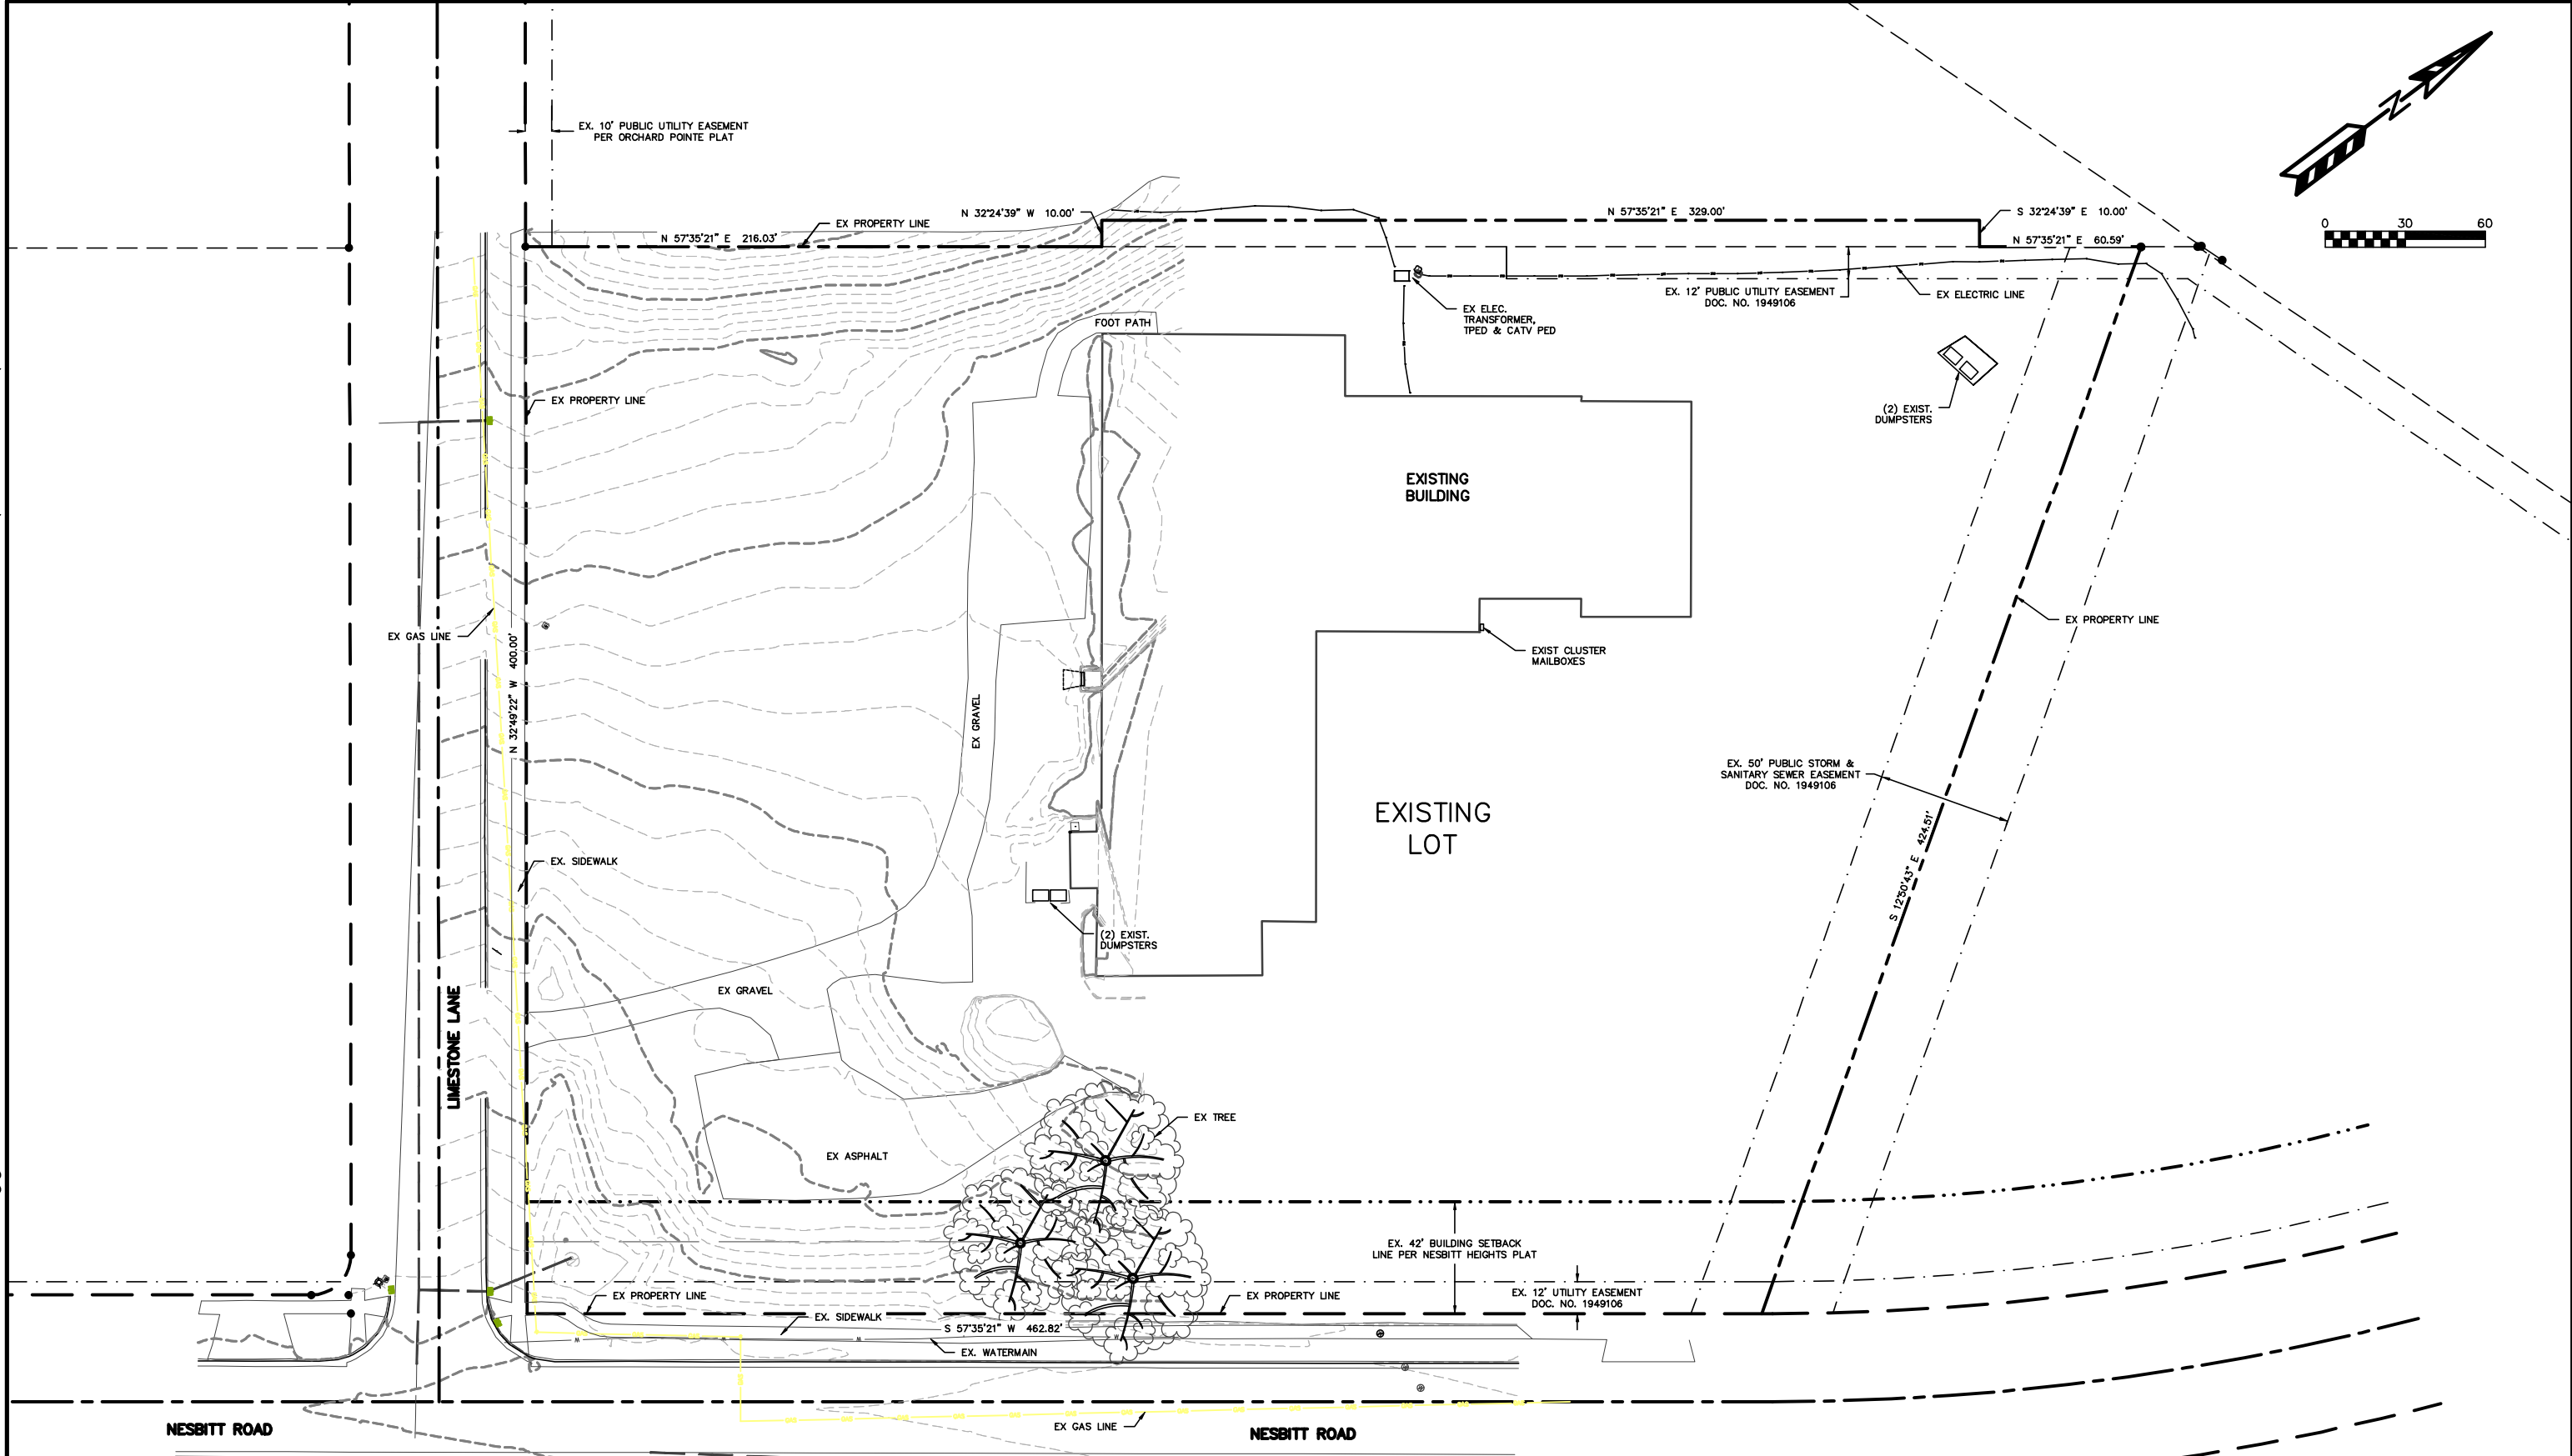 EX. 10' PUBLIC UTILITY EASEMENT
PER ORCHARD POINTE PLAT
N
0 30 60
N 32°24'39" W 10.00'
N 57°35'21" E 329.00'
S 32°24'39" E 10.00'
EX PROPERTY LINE
N 57°35'21" E 216.03'
N 57°35'21" E 60.59'
EX. 12' PUBLIC UTILITY EASEMENT
DOC. NO. 1949106
EX ELECTRIC LINE
EX ELEC.
TRANSFORMER,
TPED & CATV PED
FOOT PATH
EX PROPERTY LINE
(2) EXIST.
DUMPSTERS
EXISTING
BUILDING
EX GAS LINE
N 32°49'22" W 400.00'
EX PROPERTY LINE
EXIST CLUSTER
MAILBOXES
EX GRAVEL
EX. 50' PUBLIC STORM &
SANITARY SEWER EASEMENT
DOC. NO. 1949106
EXISTING
LOT
S 12°50'43" E 424.51'
EX. SIDEWALK
(2) EXIST.
DUMPSTERS
EX GRAVEL
LIMESTONE LANE
EX TREE
EX ASPHALT
EX. 42' BUILDING SETBACK
LINE PER NESBITT HEIGHTS PLAT
EX PROPERTY LINE
EX PROPERTY LINE
EX. 12' UTILITY EASEMENT
DOC. NO. 1949106
EX. SIDEWALK
S 57°35'21" W 462.82'
EX. WATERMAIN
EX GAS LINE
NESBITT ROAD
NESBITT ROAD